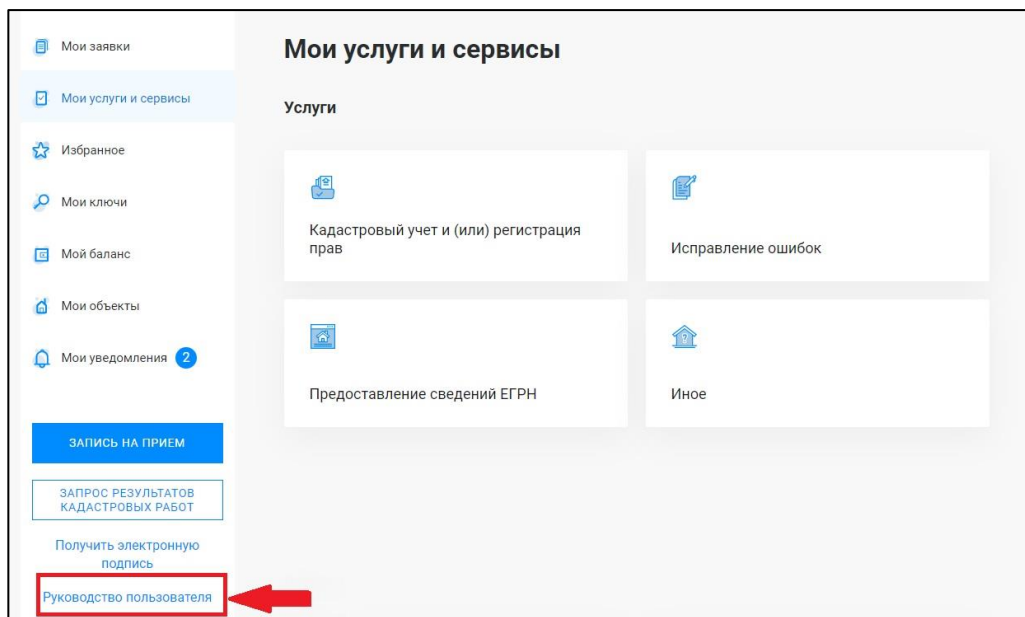 Мои заявки
Мои услуги и сервисы
Избранное
Мои ключи
Мой баланс
Мои объекты
Мои уведомления 2
ЗАПИСЬ НА ПРИЕМ
ЗАПРОС РЕЗУЛЬТАТОВ
КАДАСТРОВЫХ РАБОТ
Получить электронную
подпись
Руководство пользователя
Мои услуги и сервисы
Услуги
Кадастровый учет и (или) регистрация
прав
Исправление ошибок
Предоставление сведений ЕГРН
Иное